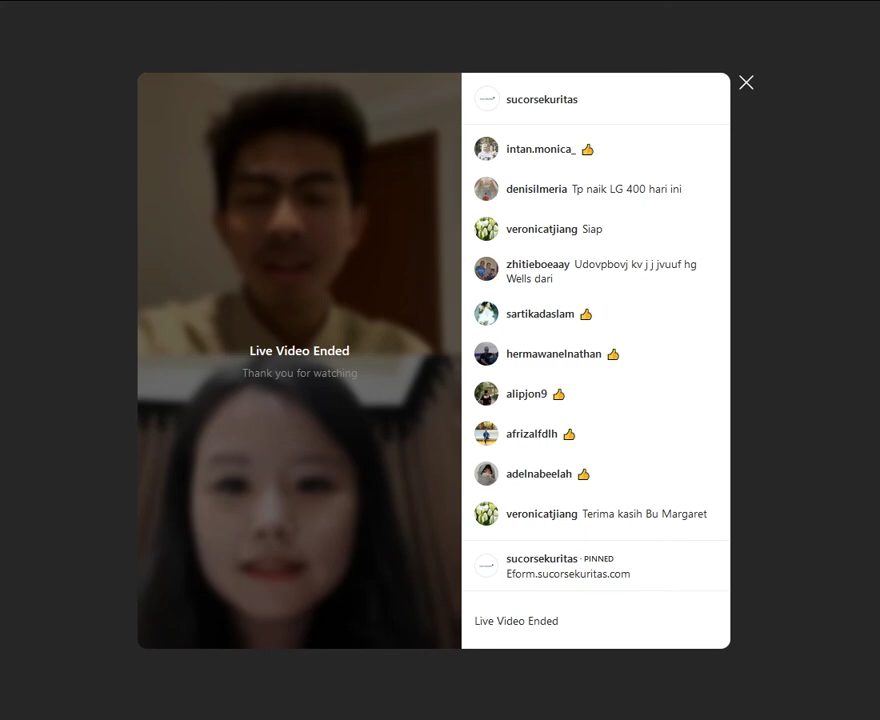 Live Video Ended
Thank you for watching
sucorsekuritas
intan.monica_ 👍
denisilmeria Tp naik LG 400 hari ini
veronicatjiang Siap
zhitieboeaay Udovpbovj kv j j jvuuf hg
Wells dari
sartikadaslam 👍
hermawanelnathan 👍
alipjon9 👍
afrizalfdlh 👍
adelnabeelah 👍
veronicatjiang Terima kasih Bu Margaret
sucorsekuritas · PINNED
Eform.sucorsekuritas.com
Live Video Ended